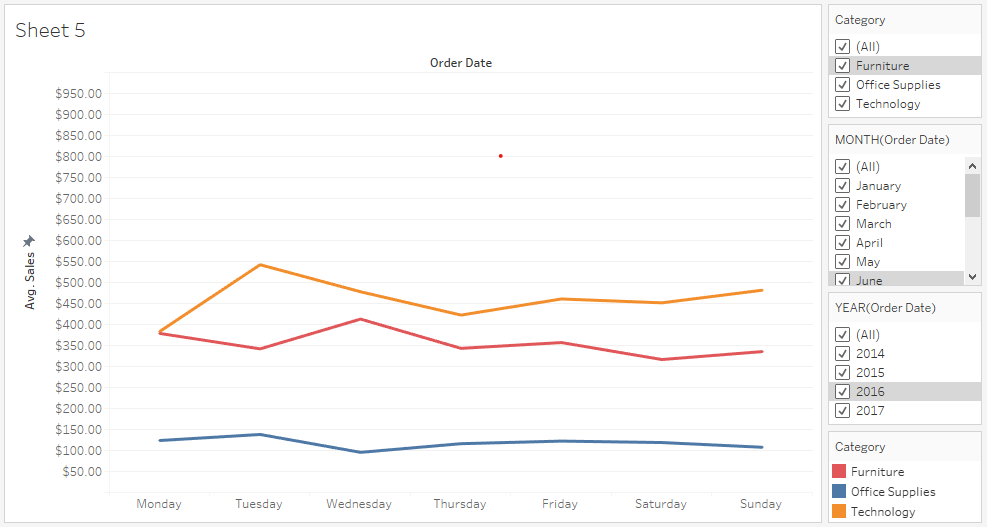 Sheet 5
Order Date
Avg. Sales
$950.00
$900.00
$850.00
$800.00
$750.00
$700.00
$650.00
$600.00
$550.00
$500.00
$450.00
$400.00
$350.00
$300.00
$250.00
$200.00
$150.00
$100.00
$50.00
Monday Tuesday Wednesday Thursday Friday Saturday Sunday
Category
(All)
Furniture
Office Supplies
Technology
MONTH(Order Date)
(All)
January
February
March
April
May
June
YEAR(Order Date)
(All)
2014
2015
2016
2017
Category
Furniture
Office Supplies
Technology